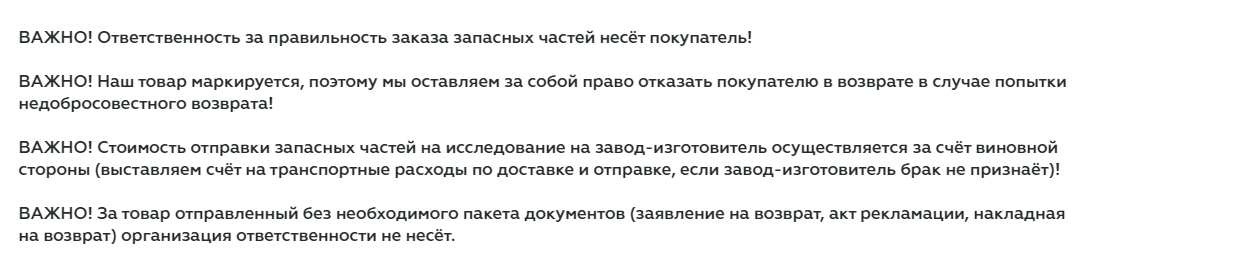 ВАЖНО! Ответственность за правильность заказа запасных частей несёт покупатель!
ВАЖНО! Наш товар маркируется, поэтому мы оставляем за собой право отказать покупателю в возврате в случае попытки
недобросовестного возврата!
ВАЖНО! Стоимость отправки запасных частей на исследование на завод-изготовитель осуществляется за счёт виновной
стороны (выставляем счёт на транспортные расходы по доставке и отправке, если завод-изготовитель брак не признаёт)!
ВАЖНО! За товар отправленный без необходимого пакета документов (заявление на возврат, акт рекламации, накладная
на возврат) организация ответственности не несёт.